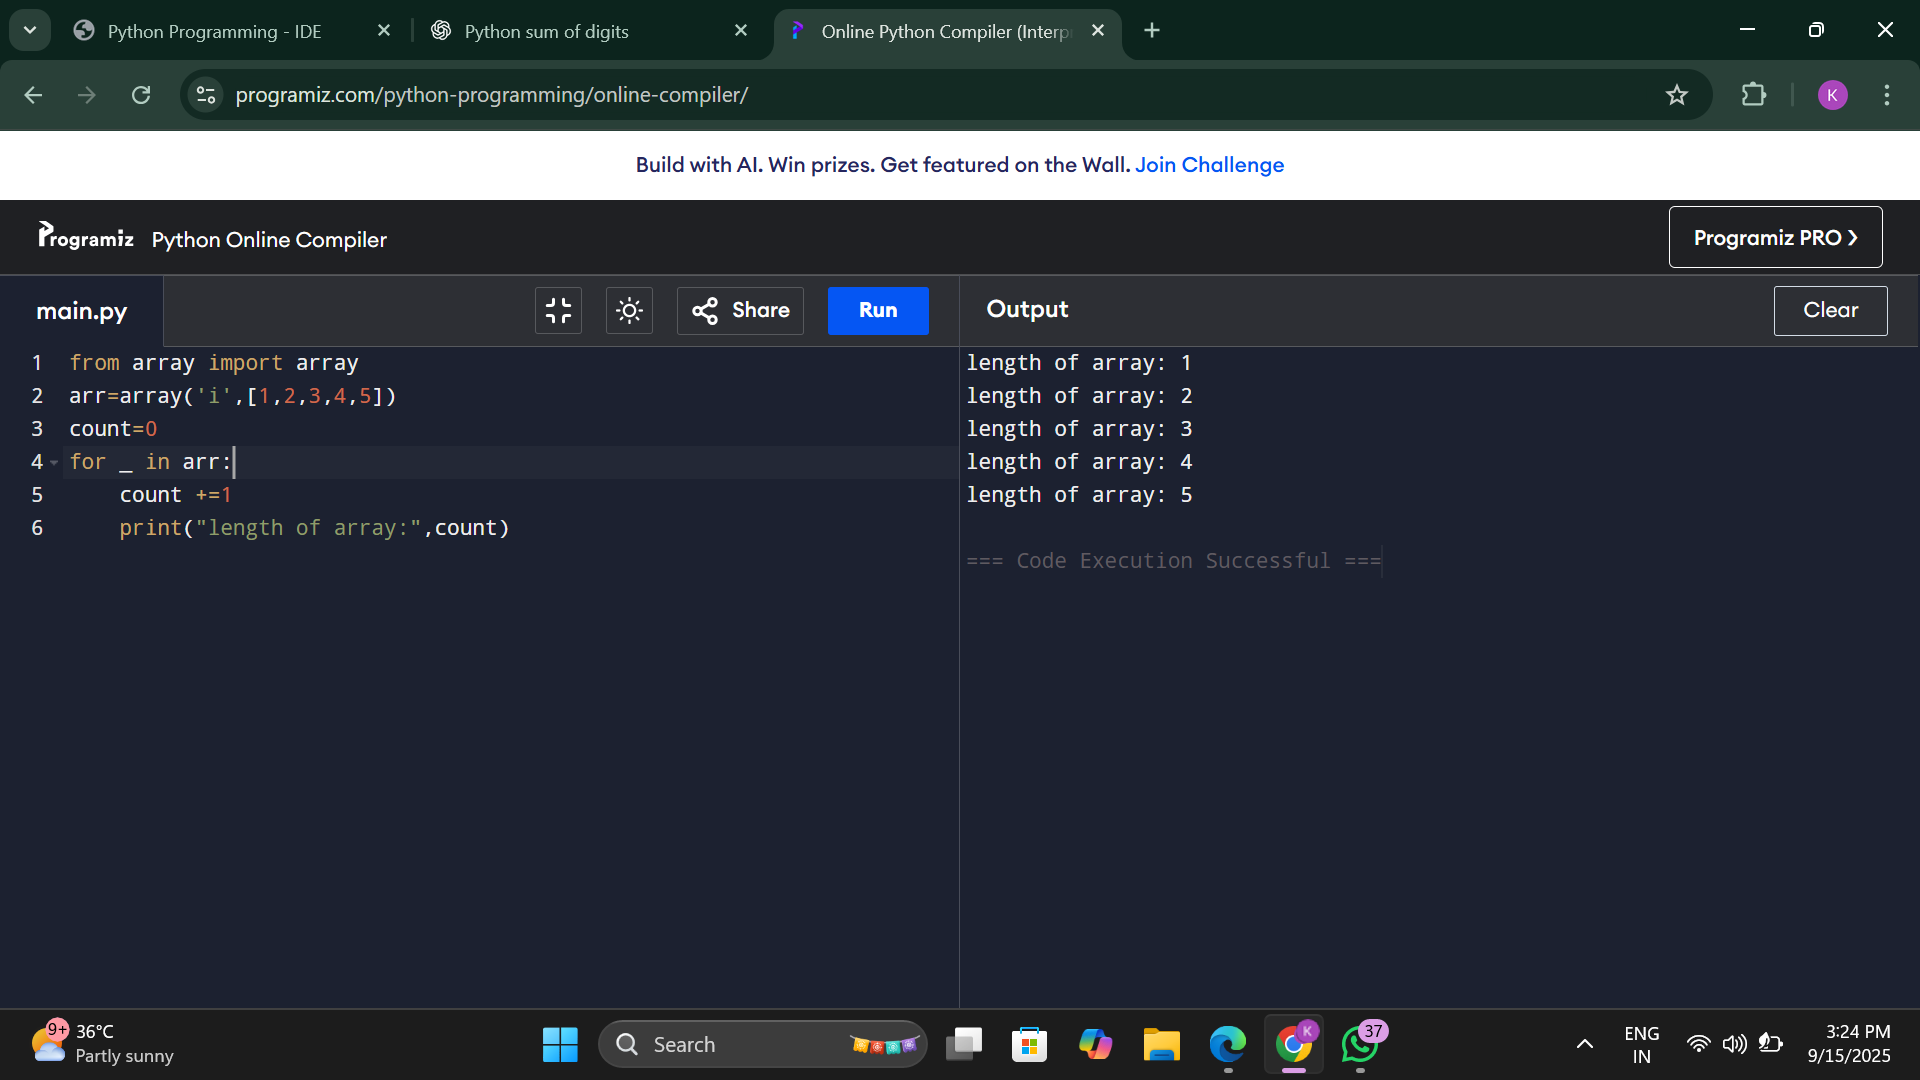 Python Programming - IDE
Python sum of digits
Online Python Compiler (Interp
programiz.com/python-programming/online-compiler/
K
Build with AI. Win prizes. Get featured on the Wall. Join Challenge
Programiz Python Online Compiler
Programiz PRO ❯
main.py
Share
Run
Output
Clear
1 from array import array
2 arr=array('i',[1,2,3,4,5])
3 count=0
4 for _ in arr:
5     count +=1
6     print("length of array:",count)
length of array: 1
length of array: 2
length of array: 3
length of array: 4
length of array: 5
=== Code Execution Successful ===
9+
36°C
Partly sunny
Search
K
37
ENG
IN
3:24 PM
9/15/2025